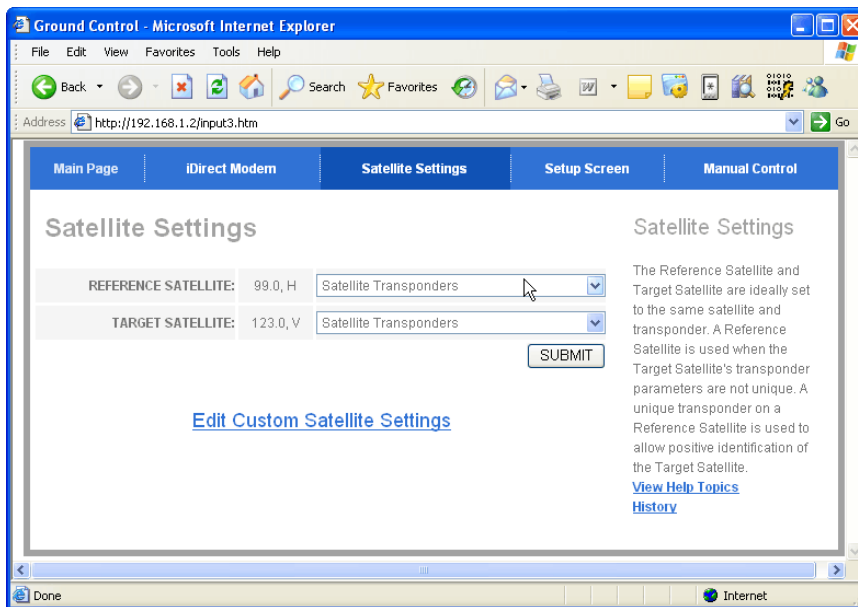 Ground Control - Microsoft Internet Explorer
File Edit View Favorites Tools Help
Back Search Favorites
Address http://192.168.1.2/input3.htm Go
Main Page iDirect Modem Satellite Settings Setup Screen Manual Control
Satellite Settings
REFERENCE SATELLITE: 99.0, H Satellite Transponders
TARGET SATELLITE: 123.0, V Satellite Transponders
SUBMIT
Edit Custom Satellite Settings
Satellite Settings
The Reference Satellite and
Target Satellite are ideally set
to the same satellite and
transponder. A Reference
Satellite is used when the
Target Satellite's transponder
parameters are not unique. A
unique transponder on a
Reference Satellite is used to
allow positive identification of
the Target Satellite.
View Help Topics
History
Done Internet